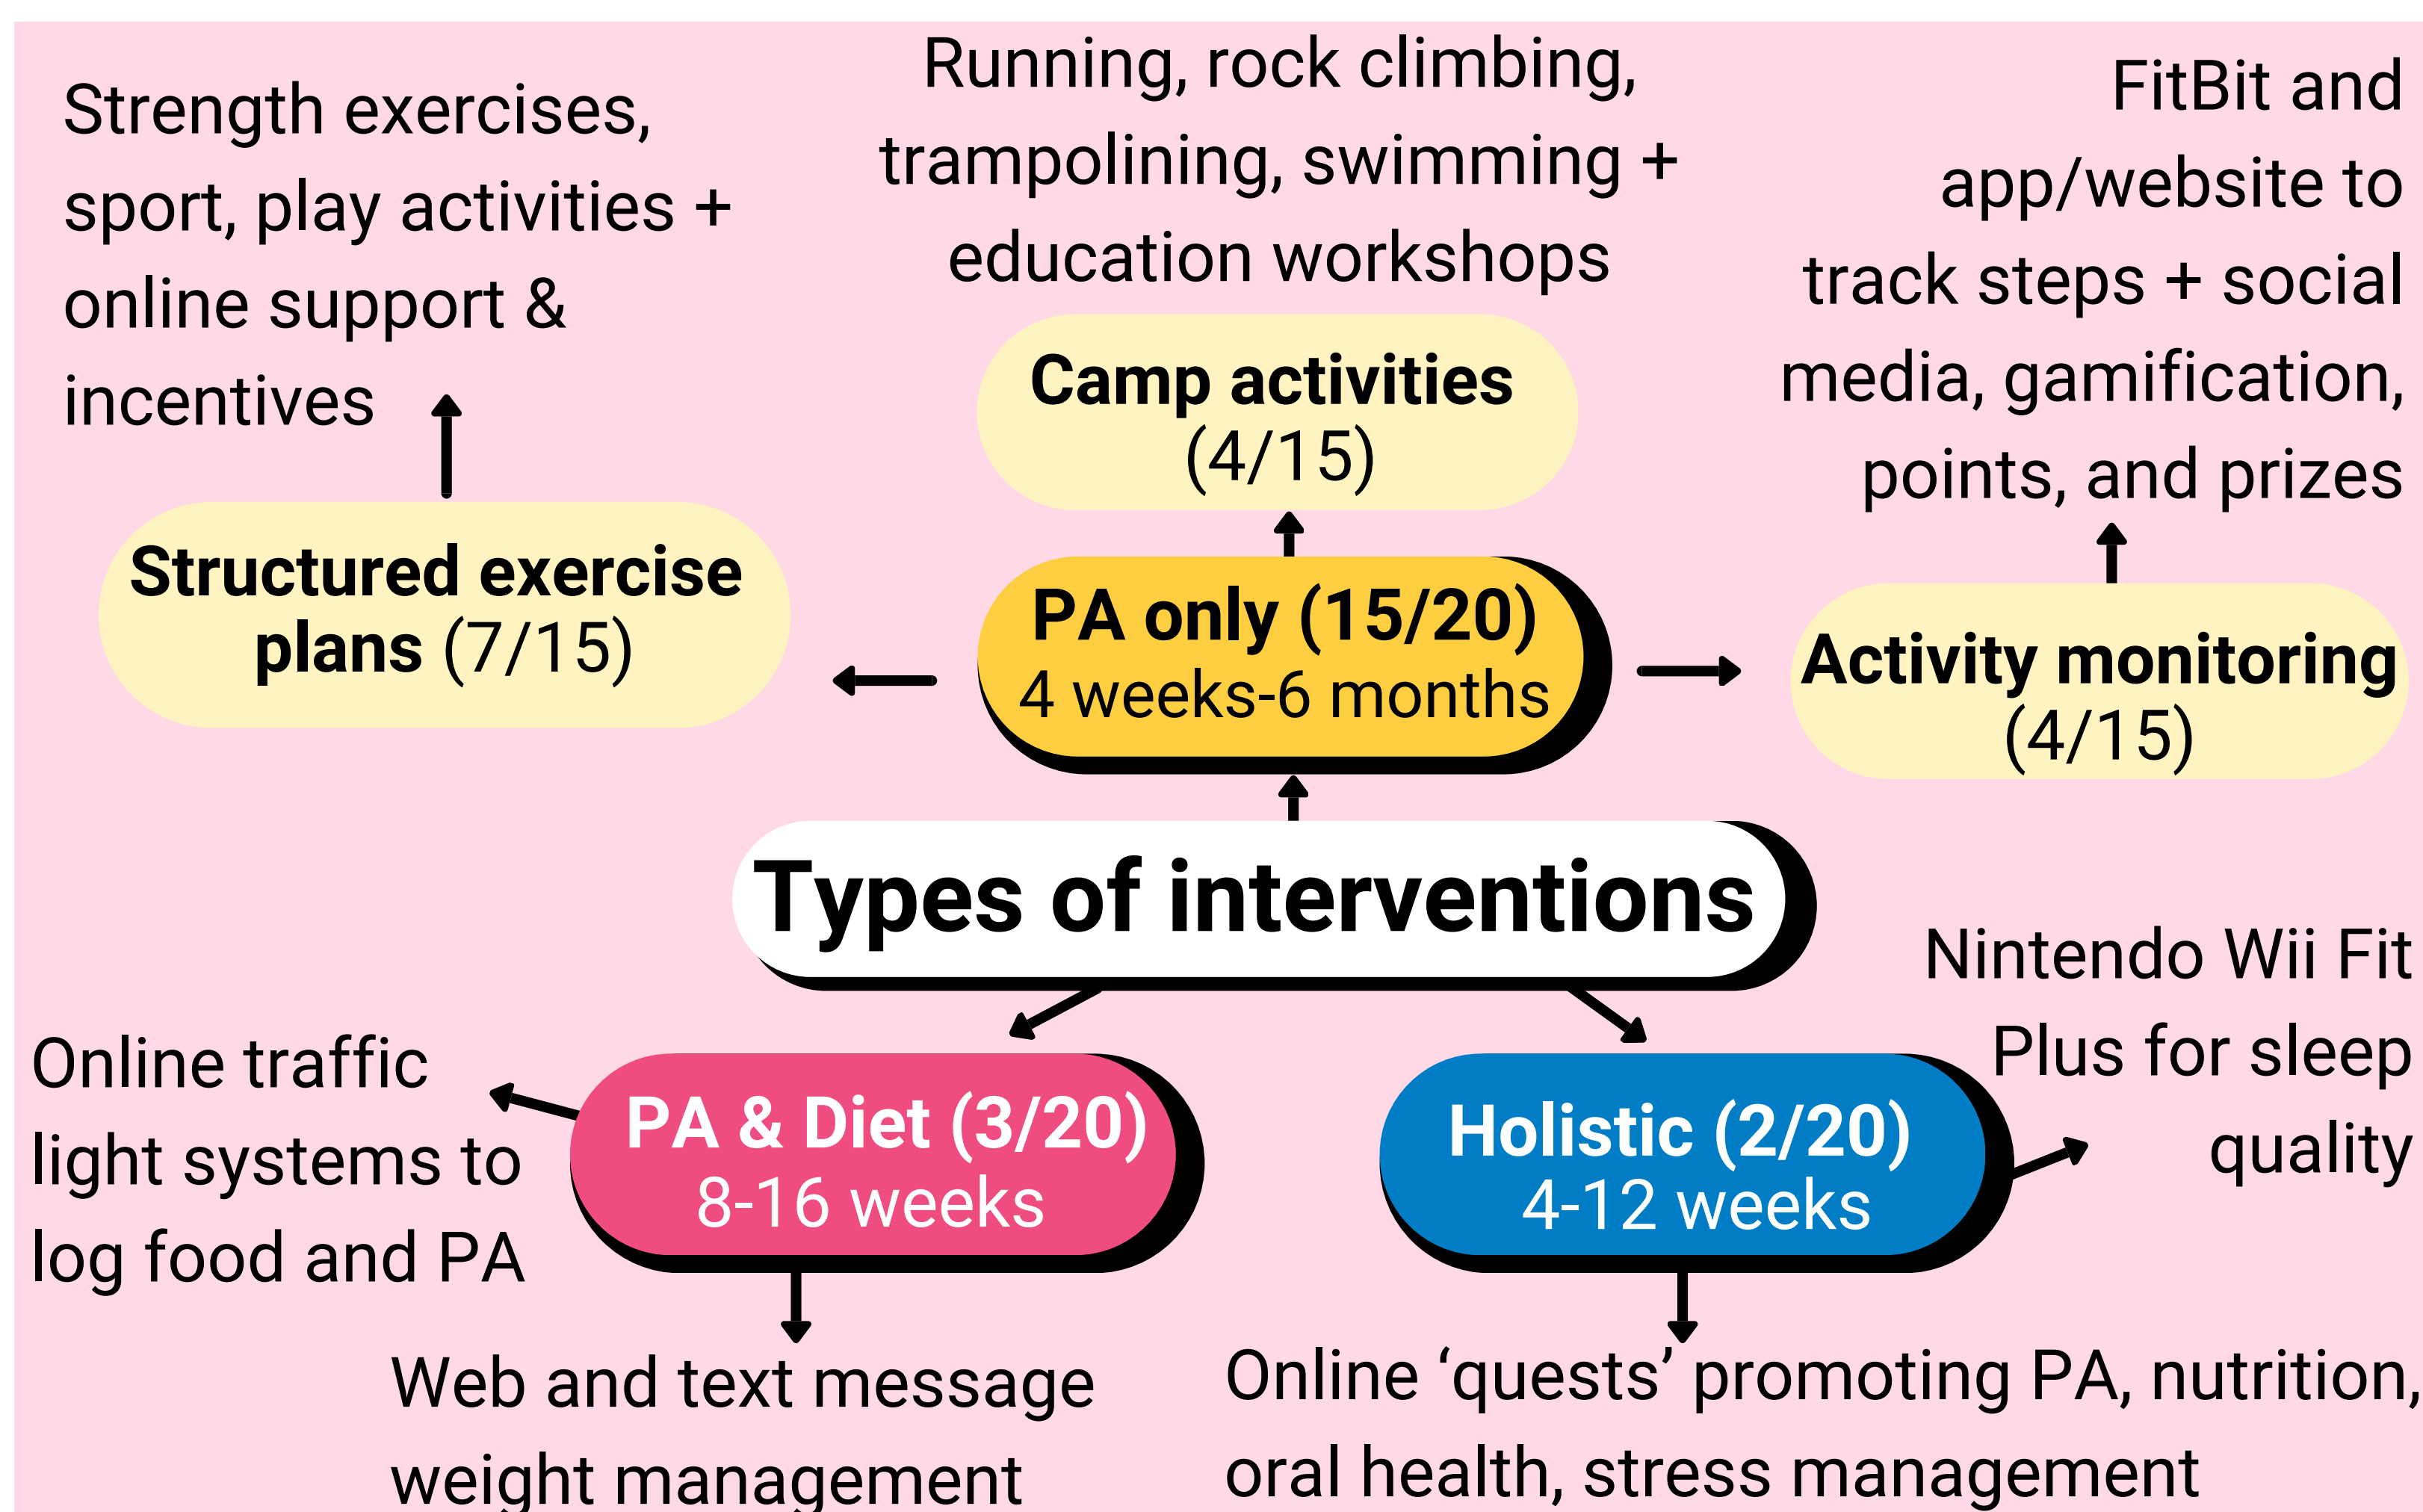 Strength exercises,
sport, play activities +
online support &
incentives
Running, rock climbing,
trampolining, swimming +
education workshops
FitBit and
app/website to
track steps + social
media, gamification,
points, and prizes
Camp activities
(4/15)
Structured exercise
plans (7/15)
PA only (15/20)
4 weeks-6 months
Activity monitoring
(4/15)
Types of interventions
Online traffic
light systems to
log food and PA
PA & Diet (3/20)
8-16 weeks
Holistic (2/20)
4-12 weeks
Nintendo Wii Fit
Plus for sleep
quality
Web and text message
weight management
Online ‘quests’ promoting PA, nutrition,
oral health, stress management